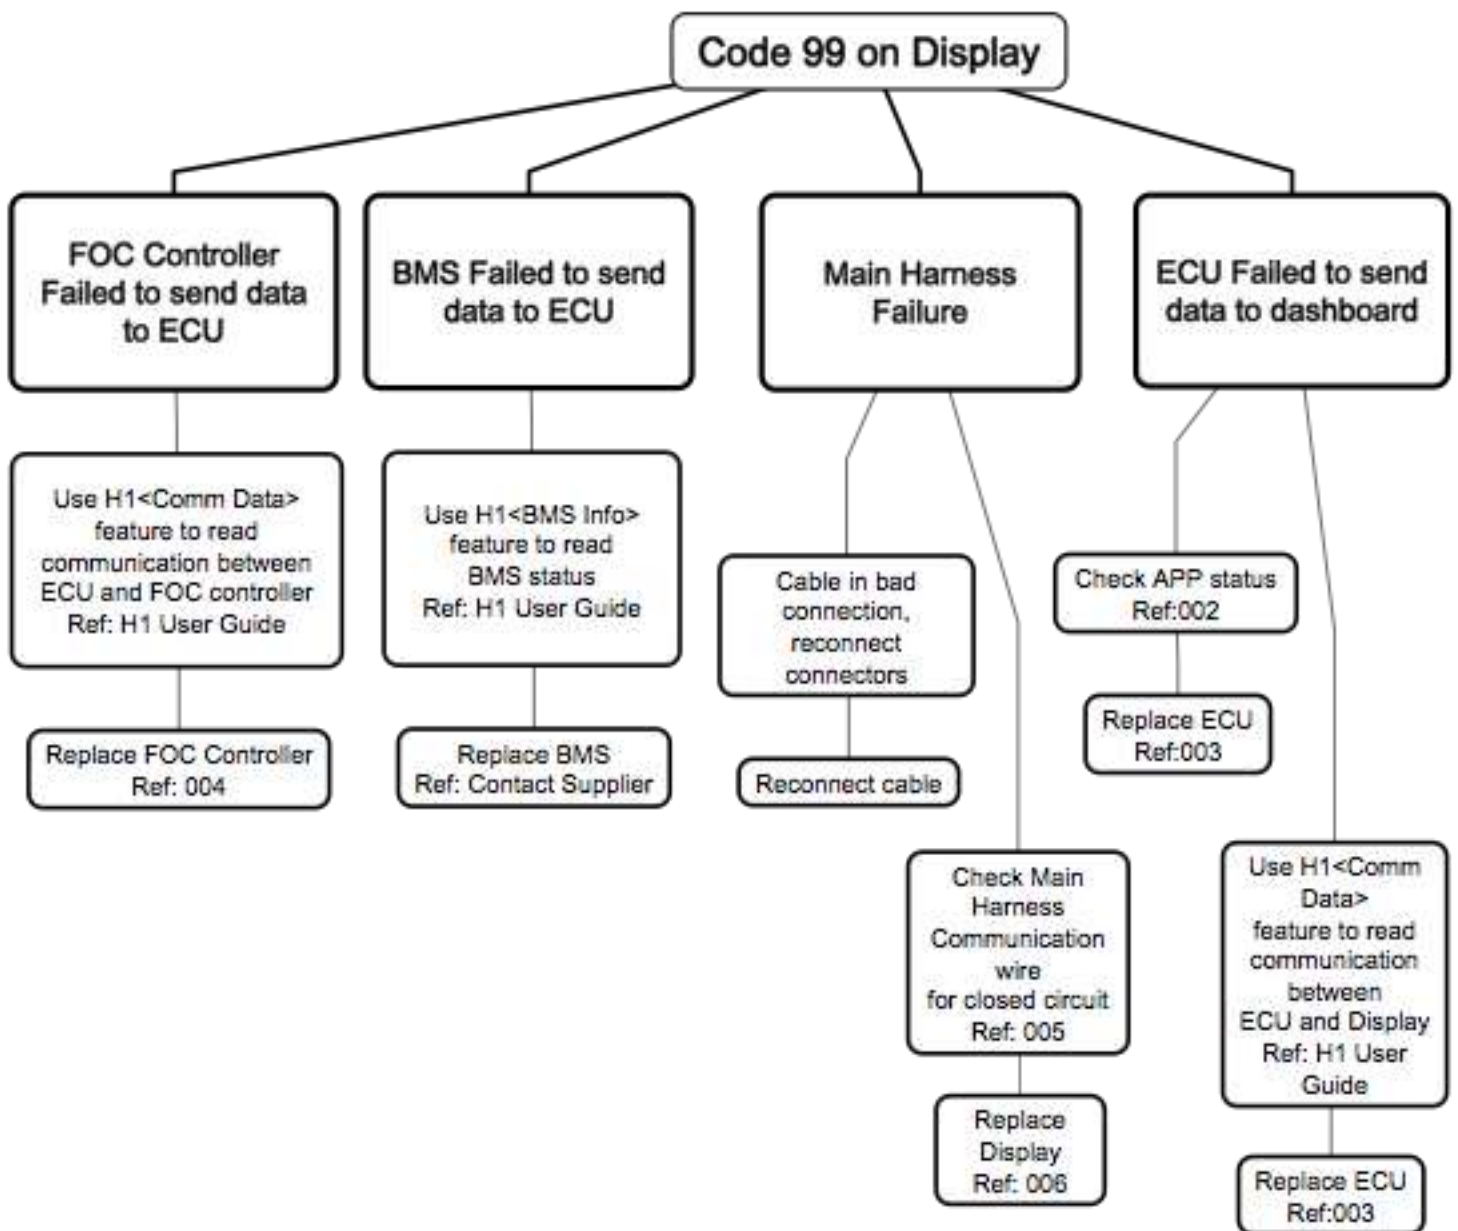 Code 99 on Display
FOC Controller
Failed to send data
to ECU
BMS Failed to send
data to ECU
Main Harness
Failure
ECU Failed to send
data to dashboard
Use H1<Comm Data>
feature to read
communication between
ECU and FOC controller
Ref: H1 User Guide
Use H1<BMS Info>
feature to read
BMS status
Ref: H1 User Guide
Cable in bad
connection,
reconnect
connectors
Check APP status
Ref:002
Replace FOC Controller
Ref: 004
Replace BMS
Ref: Contact Supplier
Reconnect cable
Replace ECU
Ref:003
Check Main
Harness
Communication
wire
for closed circuit
Ref: 005
Use H1<Comm
Data>
feature to read
communication
between
ECU and Display
Ref: H1 User
Guide
Replace
Display
Ref: 006
Replace ECU
Ref:003